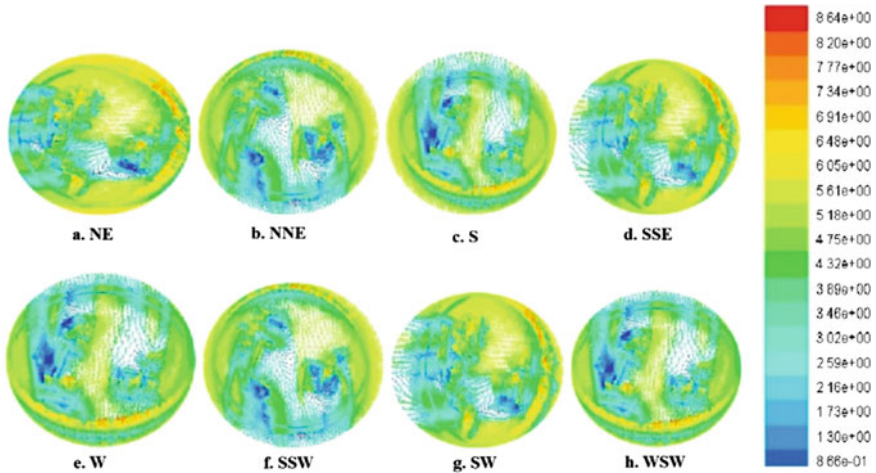 8.64e+00
8.20e+00
7.77e+00
7.34e+00
6.91e+00
6.48e+00
6.05e+00
5.61e+00
5.18e+00
4.75e+00
4.32e+00
3.89e+00
3.46e+00
3.02e+00
2.59e+00
2.16e+00
1.73e+00
1.30e+00
8.66e-01
a. NE
b. NNE
c. S
d. SSE
e. W
f. SSW
g. SW
h. WSW